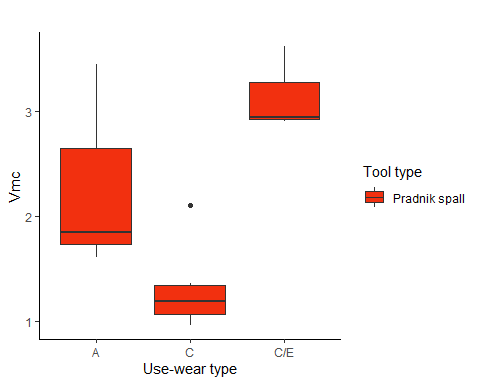 Vmc
3
2
1
A
C
C/E
Use-wear type
Tool type
Pradnik spall